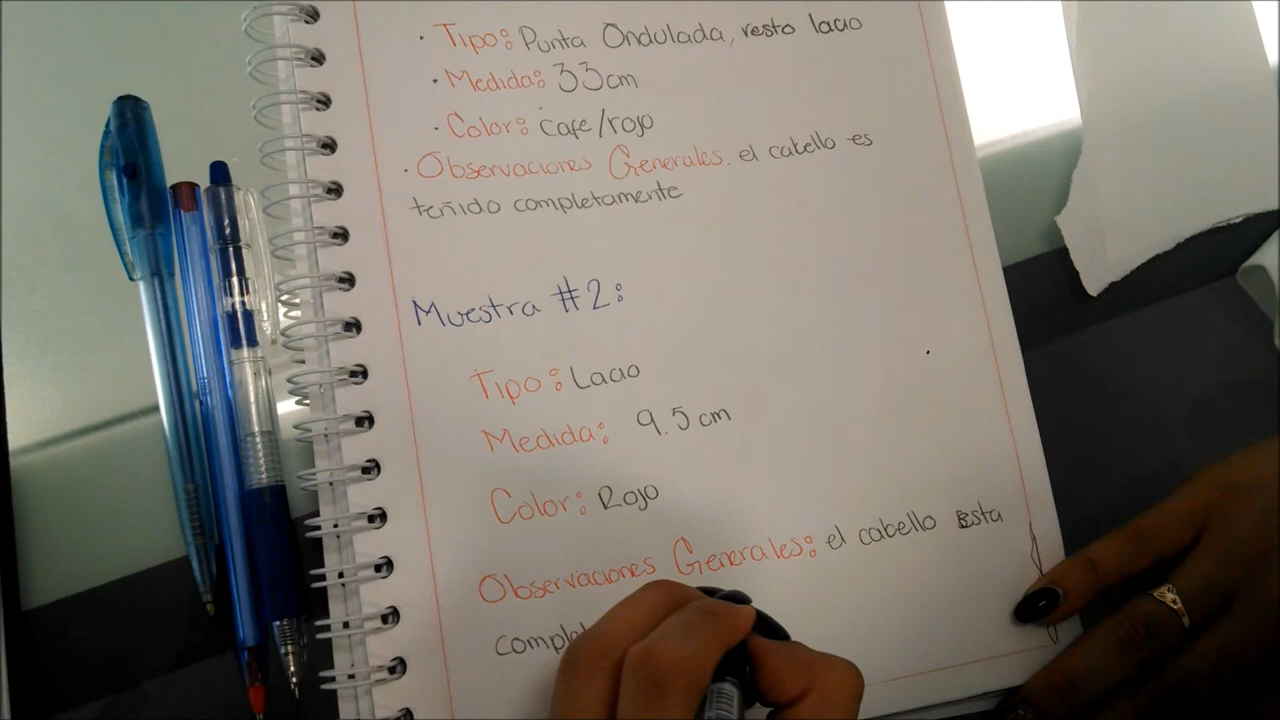 · Tipo: Punta Ondulada, resto lacio
· Medida: 33cm
· Color: cafe/rojo
· Observaciones Generales. el cabello es
teñido completamente
Muestra #2:
Tipo: Lacio
Medida: 9.5 cm
Color: Rojo
Observaciones Generales: el cabello Esta